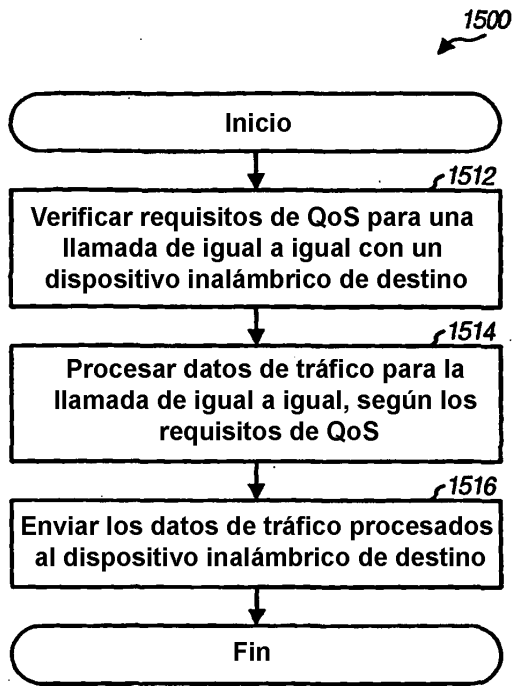 1500
Inicio
1512
Verificar requisitos de QoS para una
llamada de igual a igual con un
dispositivo inalámbrico de destino
1514
Procesar datos de tráfico para la
llamada de igual a igual, según los
requisitos de QoS
1516
Enviar los datos de tráfico procesados
al dispositivo inalámbrico de destino
Fin